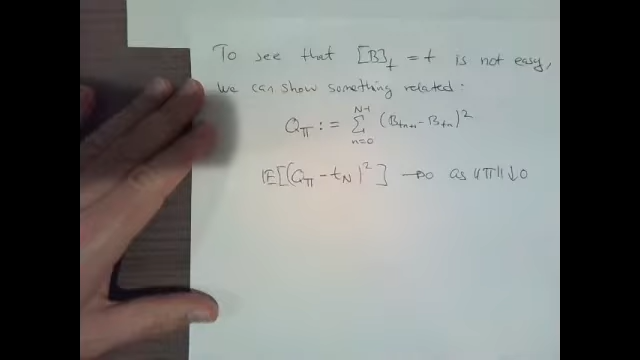 To see that [B]_t = t is not easy,
we can show something related:
Q_Π := Σ_{n=0}^{N-1} (B_{t_{n+1}} - B_{t_n})^2
E[(Q_Π - t_N)^2] → 0 as ||Π|| ↓ 0